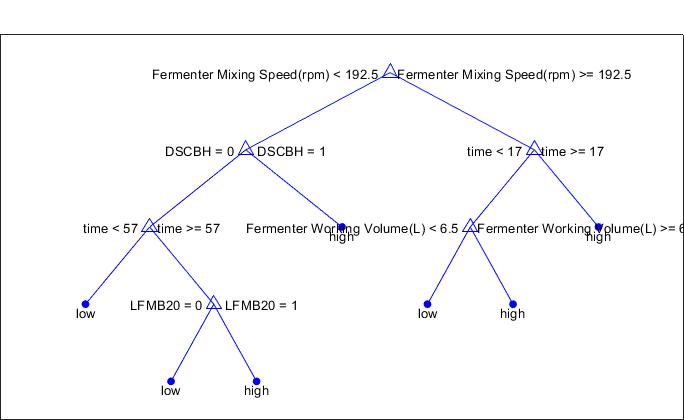 Fermenter Mixing Speed(rpm) < 192.5 Fermenter Mixing Speed(rpm) >= 192.5
DSCBH = 0 DSCBH = 1 time < 17 time >= 17
time < 57 time >= 57 Fermenter Working Volume(L) < 6.5 Fermenter Working Volume(L) >= 6
high high
low LFMB20 = 0 LFMB20 = 1 low high
low high